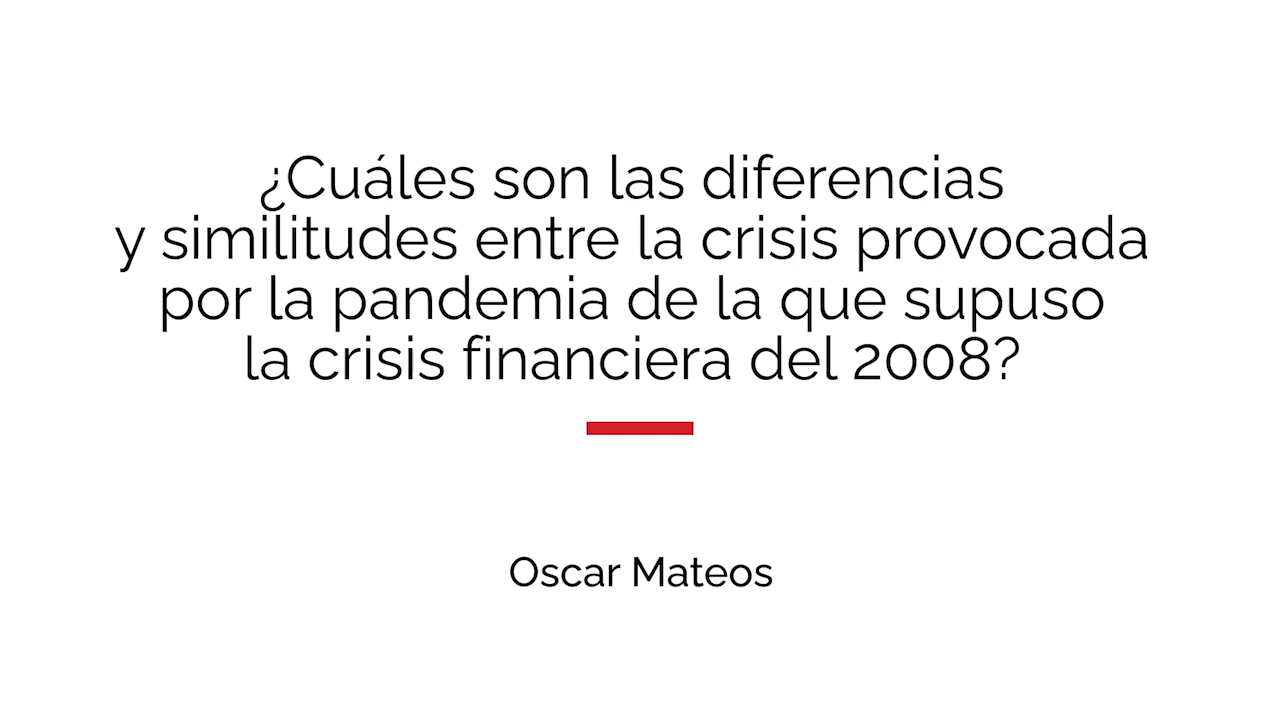 ¿Cuáles son las diferencias
y similitudes entre la crisis provocada
por la pandemia de la que supuso
la crisis financiera del 2008?
Oscar Mateos